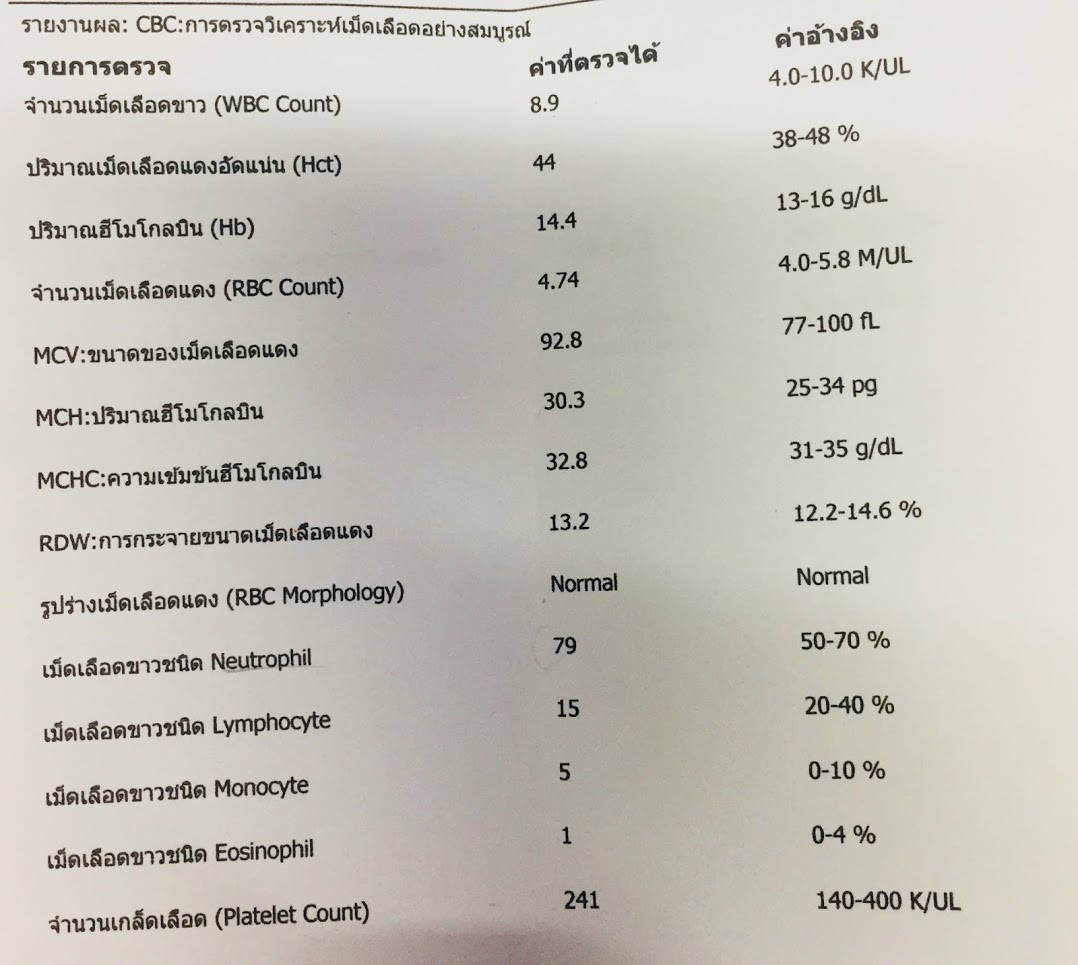 รายงานผล: CBC:การตรวจวิเคราะห์เม็ดเลือดอย่างสมบูรณ์
รายการตรวจ ค่าที่ตรวจได้ ค่าอ้างอิง
จำนวนเม็ดเลือดขาว (WBC Count) 8.9 4.0-10.0 K/UL
ปริมาณเม็ดเลือดแดงอัดแน่น (Hct) 44 38-48 %
ปริมาณฮีโมโกลบิน (Hb) 14.4 13-16 g/dL
จำนวนเม็ดเลือดแดง (RBC Count) 4.74 4.0-5.8 M/UL
MCV:ขนาดของเม็ดเลือดแดง 92.8 77-100 fL
MCH:ปริมาณฮีโมโกลบิน 30.3 25-34 pg
MCHC:ความเข้มข้นฮีโมโกลบิน 32.8 31-35 g/dL
RDW:การกระจายขนาดเม็ดเลือดแดง 13.2 12.2-14.6 %
รูปร่างเม็ดเลือดแดง (RBC Morphology) Normal Normal
เม็ดเลือดขาวชนิด Neutrophil 79 50-70 %
เม็ดเลือดขาวชนิด Lymphocyte 15 20-40 %
เม็ดเลือดขาวชนิด Monocyte 5 0-10 %
เม็ดเลือดขาวชนิด Eosinophil 1 0-4 %
จำนวนเกล็ดเลือด (Platelet Count) 241 140-400 K/UL